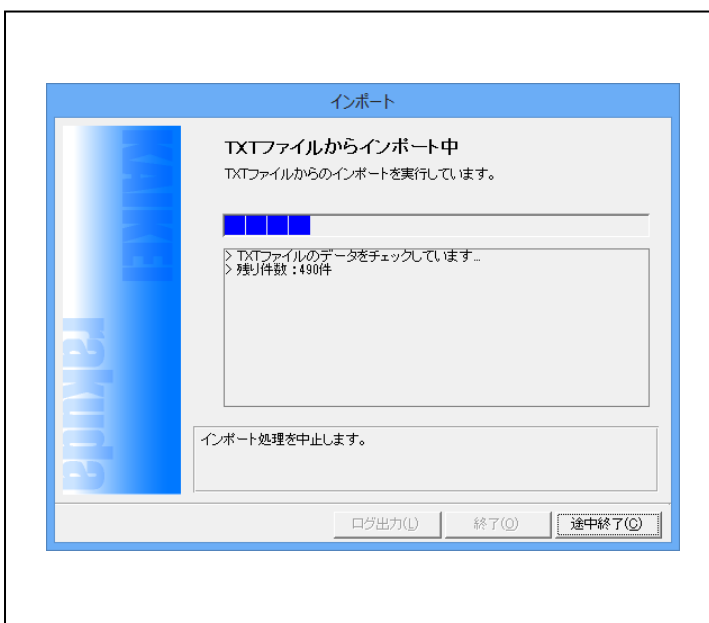 インポート
KAIKEI
rakuda
TXTファイルからインポート中
TXTファイルからのインポートを実行しています。
> TXTファイルのデータをチェックしています...
> 残り件数:490件
インポート処理を中止します。
ログ出力(L)
終了(O)
途中終了(C)